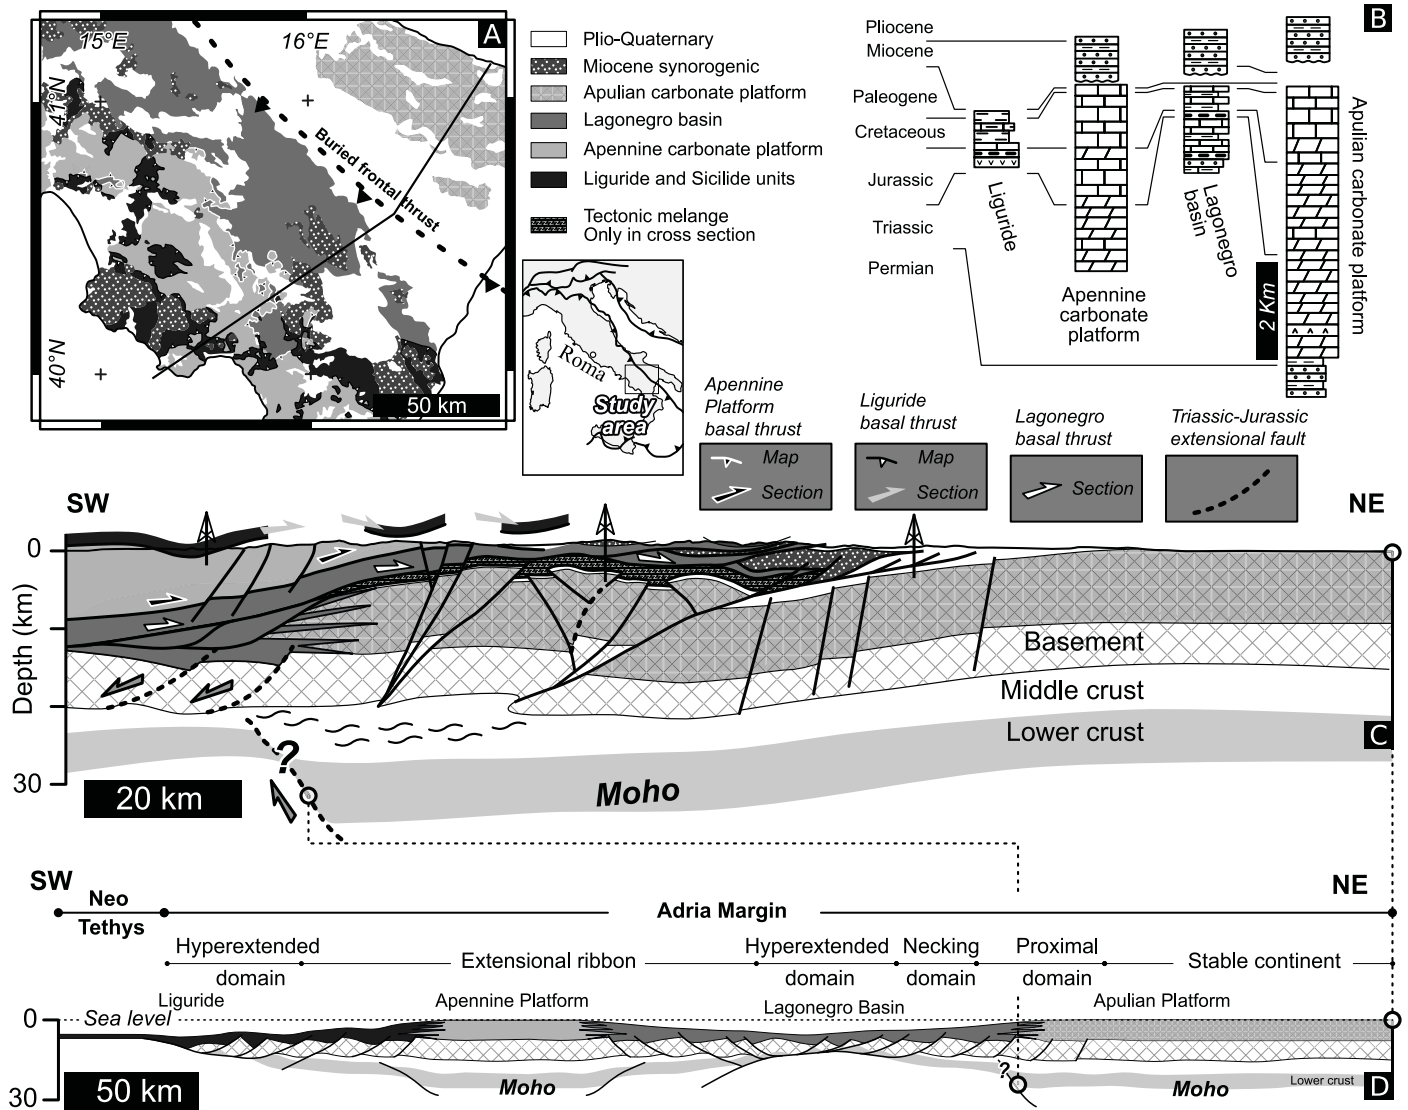 15°E
16°E
A
41°N
40°N
Buried frontal thrust
50 km
Plio-Quaternary
Miocene synorogenic
Apulian carbonate platform
Lagonegro basin
Apennine carbonate platform
Liguride and Sicilide units
Tectonic melange
Only in cross section
Roma
Study
area
B
Pliocene
Miocene
Paleogene
Cretaceous
Jurassic
Triassic
Permian
Liguride
Apennine
carbonate
platform
Lagonegro
basin
Apulian carbonate platform
2 Km
Apennine
Platform
basal thrust
Map
Section
Liguride
basal thrust
Map
Section
Lagonegro
basal thrust
Section
Triassic-Jurassic
extensional fault
SW
NE
0
Depth (km)
30
Basement
Middle crust
Lower crust
C
?
Moho
20 km
SW
NE
Neo
Tethys
Adria Margin
Hyperextended
domain
Extensional ribbon
Hyperextended
domain
Necking
domain
Proximal
domain
Stable continent
Liguride
Apennine Platform
Lagonegro Basin
Apulian Platform
0
Sea level
30
50 km
Moho
?
Moho
Lower crust
D